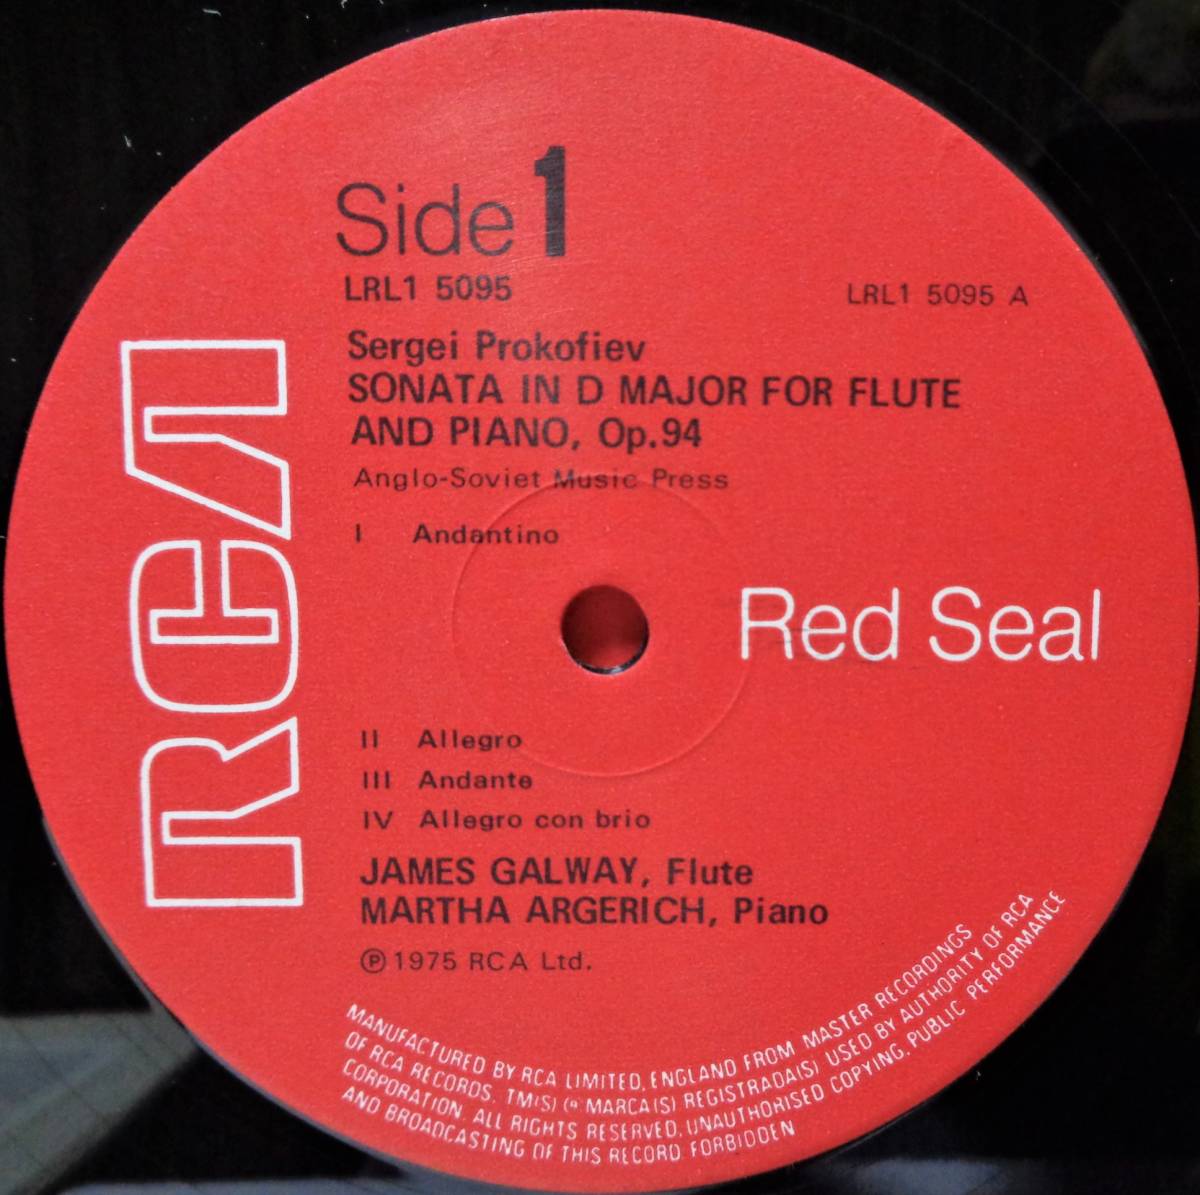 Side 1
LRL1 5095
LRL1 5095 A
Sergei Prokofiev
SONATA IN D MAJOR FOR FLUTE
AND PIANO, Op.94
Anglo-Soviet Music Press
I Andantino
RCA
Red Seal
II Allegro
III Andante
IV Allegro con brio
JAMES GALWAY, Flute
MARTHA ARGERICH, Piano
℗ 1975 RCA Ltd.
MANUFACTURED BY RCA LIMITED, ENGLAND FROM MASTER RECORDINGS
OF RCA RECORDS. TM(S) ® MARCA(S) REGISTRADA(S) USED BY AUTHORITY OF RCA
CORPORATION. ALL RIGHTS RESERVED. UNAUTHORISED COPYING, PUBLIC PERFORMANCE
AND BROADCASTING OF THIS RECORD FORBIDDEN